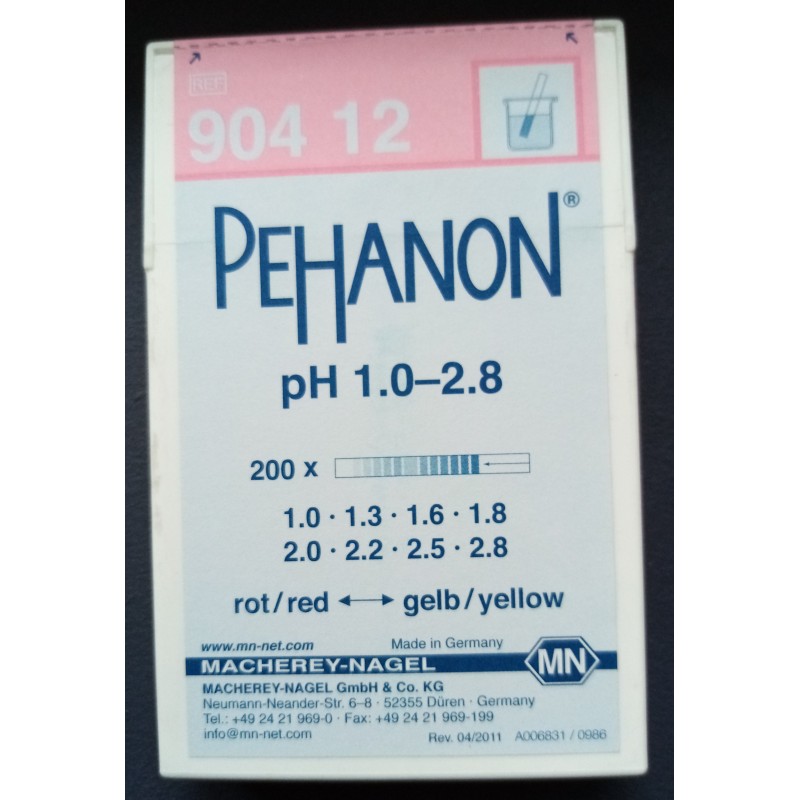 REF
904 12
PEHANON®
pH 1.0–2.8
200 x
1.0 · 1.3 · 1.6 · 1.8
2.0 · 2.2 · 2.5 · 2.8
rot/red ⟷ gelb/yellow
www.mn-net.com Made in Germany
MACHEREY-NAGEL MN
MACHEREY-NAGEL GmbH & Co. KG
Neumann-Neander-Str. 6–8 · 52355 Düren · Germany
Tel.: +49 24 21 969-0 · Fax: +49 24 21 969-199
info@mn-net.com Rev. 04/2011 A006831 / 0986